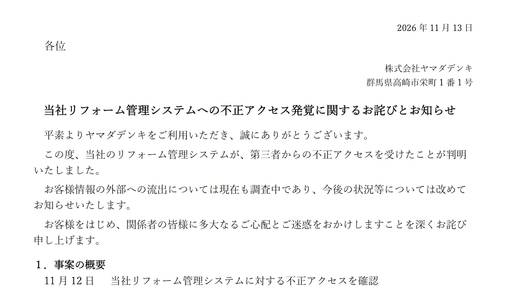 2026 年 11 月 13 日
各位
株式会社ヤマダデンキ
群馬県高崎市栄町 1 番 1 号
当社リフォーム管理システムへの不正アクセス発覚に関するお詫びとお知らせ
平素よりヤマダデンキをご利用いただき、誠にありがとうございます。
この度、当社のリフォーム管理システムが、第三者からの不正アクセスを受けたことが判明
いたしました。
お客様情報の外部への流出については現在も調査中であり、今後の状況等については改めて
お知らせいたします。
お客様をはじめ、関係者の皆様に多大なるご心配とご迷惑をおかけしますことを深くお詫び
申し上げます。
1．事案の概要
11 月 12 日　当社リフォーム管理システムに対する不正アクセスを確認